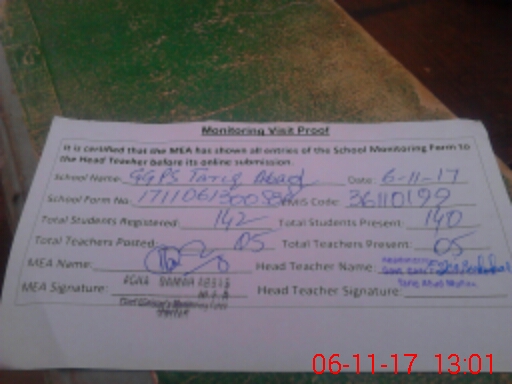 Monitoring Visit Proof
It is certified that the MEA has shown all entries of the School Monitoring Form to
the Head Teacher before its online submission.
School Name: GGPS Tariq Abad Date: 6-11-17
School Form No. EMIS Code: 36110199
Total Students Registered: 142 Total Students Present: 140
Total Teachers Posted: 05 Total Teachers Present: 05
MEA Name: Head Teacher Name:
Tariq Abad Multan
MEA Signature: Head Teacher Signature:
06-11-17 13:01